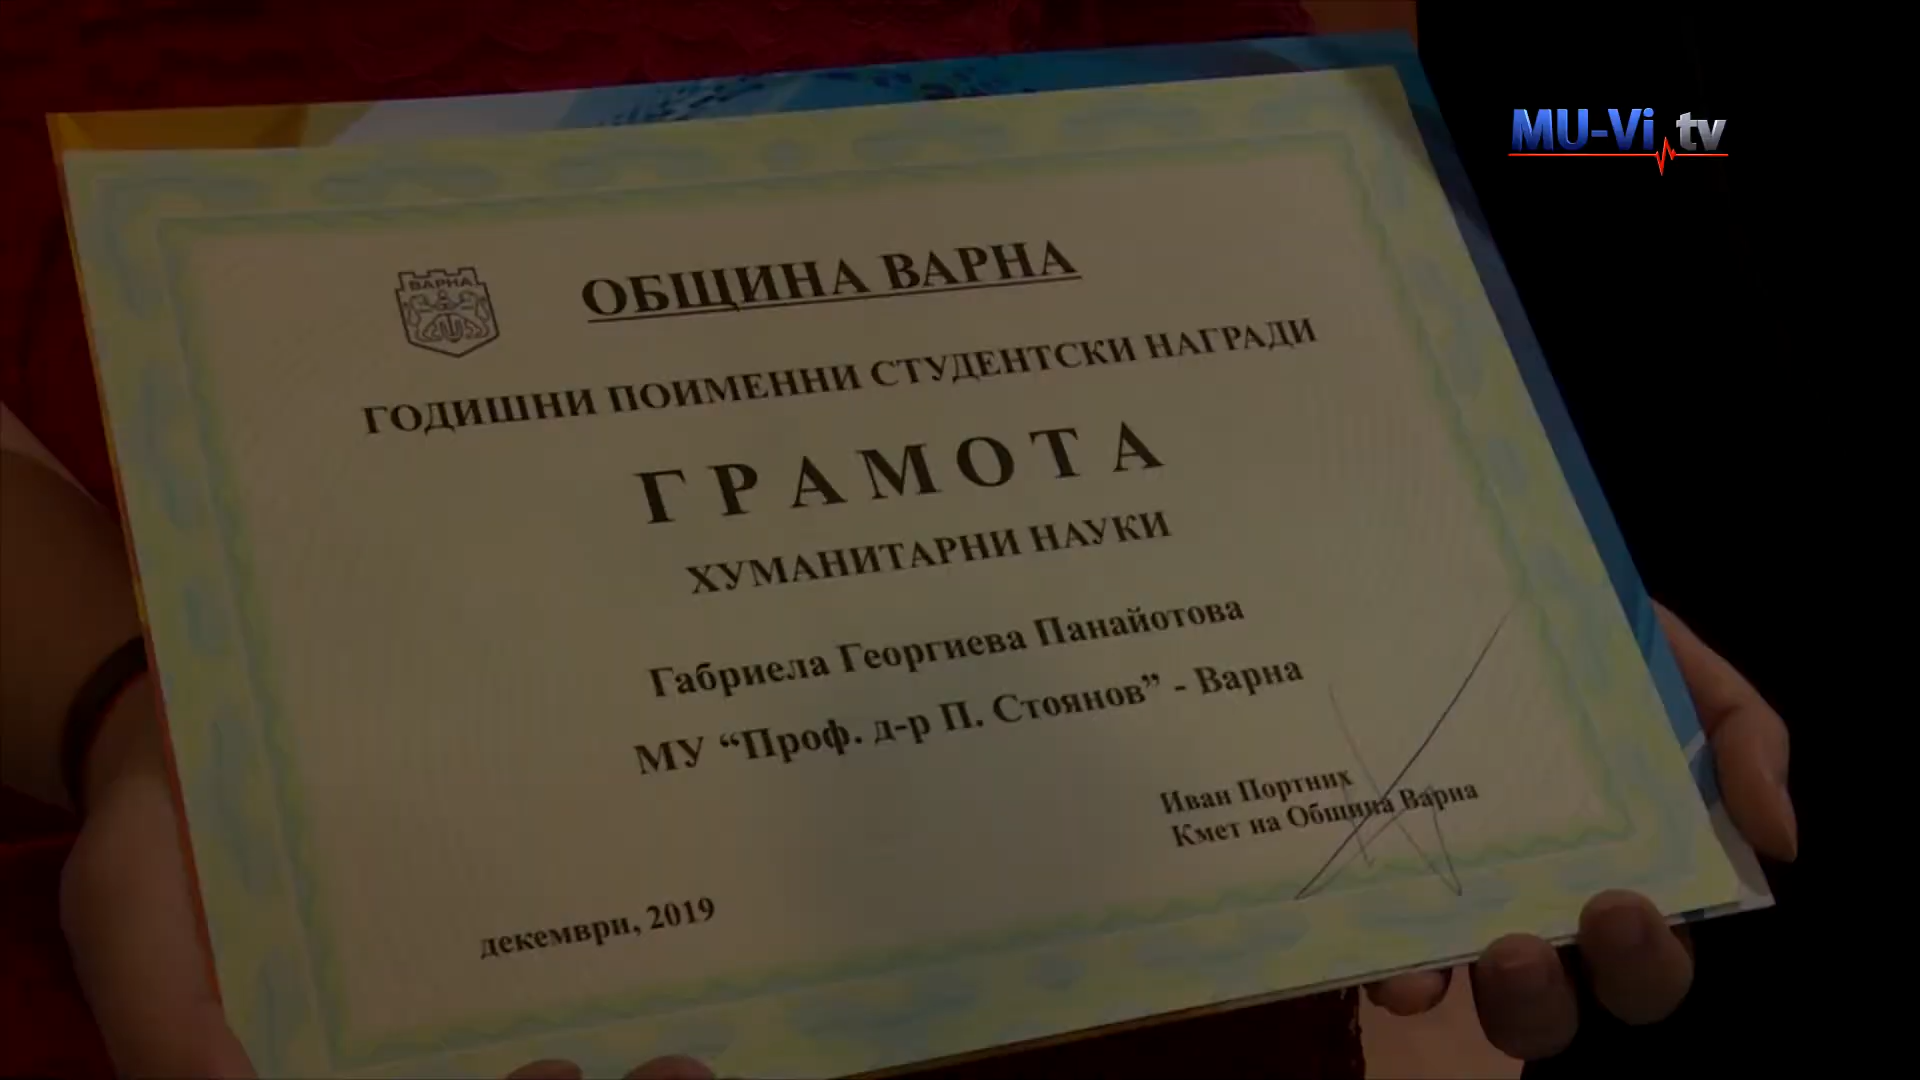 MU-Vi.tv
ВАРНА
ОБЩИНА ВАРНА
ГОДИШНИ ПОИМЕННИ СТУДЕНТСКИ НАГРАДИ
ГРАМОТА
ХУМАНИТАРНИ НАУКИ
Габриела Георгиева Панайотова
МУ “Проф. д-р П. Стоянов” - Варна
Иван Портних
Кмет на Община Варна
декември, 2019